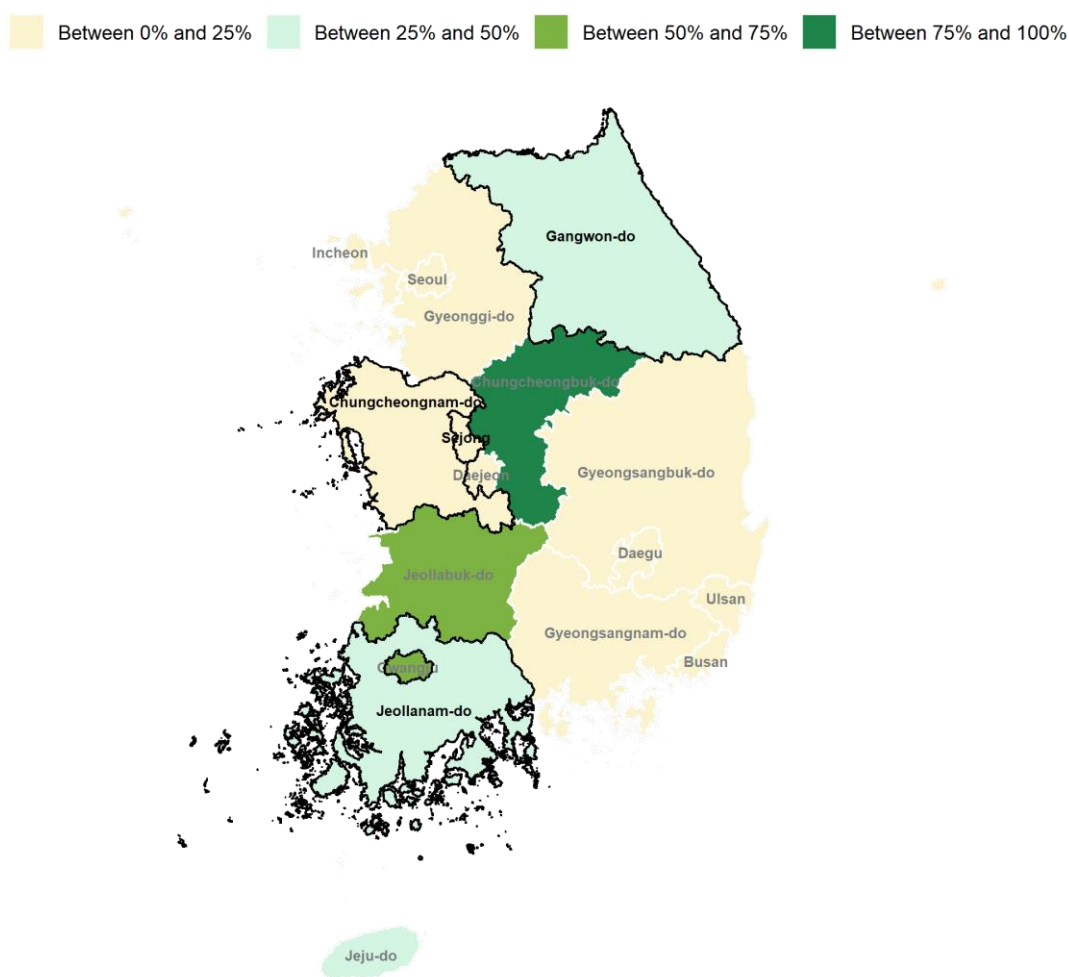 Between 0% and 25% Between 25% and 50% Between 50% and 75% Between 75% and 100%
Gangwon-do
Incheon
Seoul
Gyeonggi-do
Chungcheongbuk-do
Chungcheongnam-do
Sejong
Daejeon
Gyeongsangbuk-do
Daegu
Jeollabuk-do
Ulsan
Gyeongsangnam-do
Busan
Gwangju
Jeollanam-do
Jeju-do